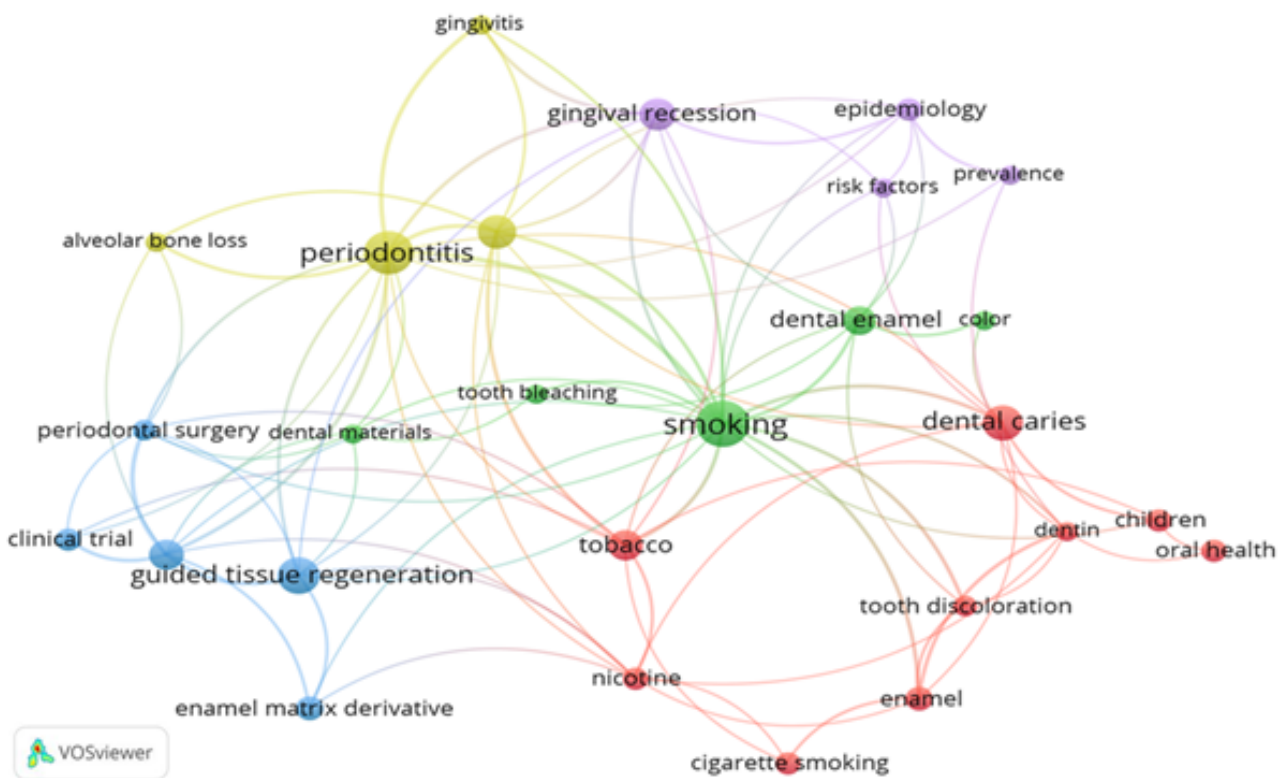 gingivitis
gingival recession
epidemiology
prevalence
risk factors
alveolar bone loss
periodontitis
dental enamel
color
tooth bleaching
smoking
dental caries
periodontal surgery
dental materials
clinical trial
guided tissue regeneration
tobacco
dentin
children
oral health
tooth discoloration
nicotine
enamel
enamel matrix derivative
cigarette smoking
VOSviewer